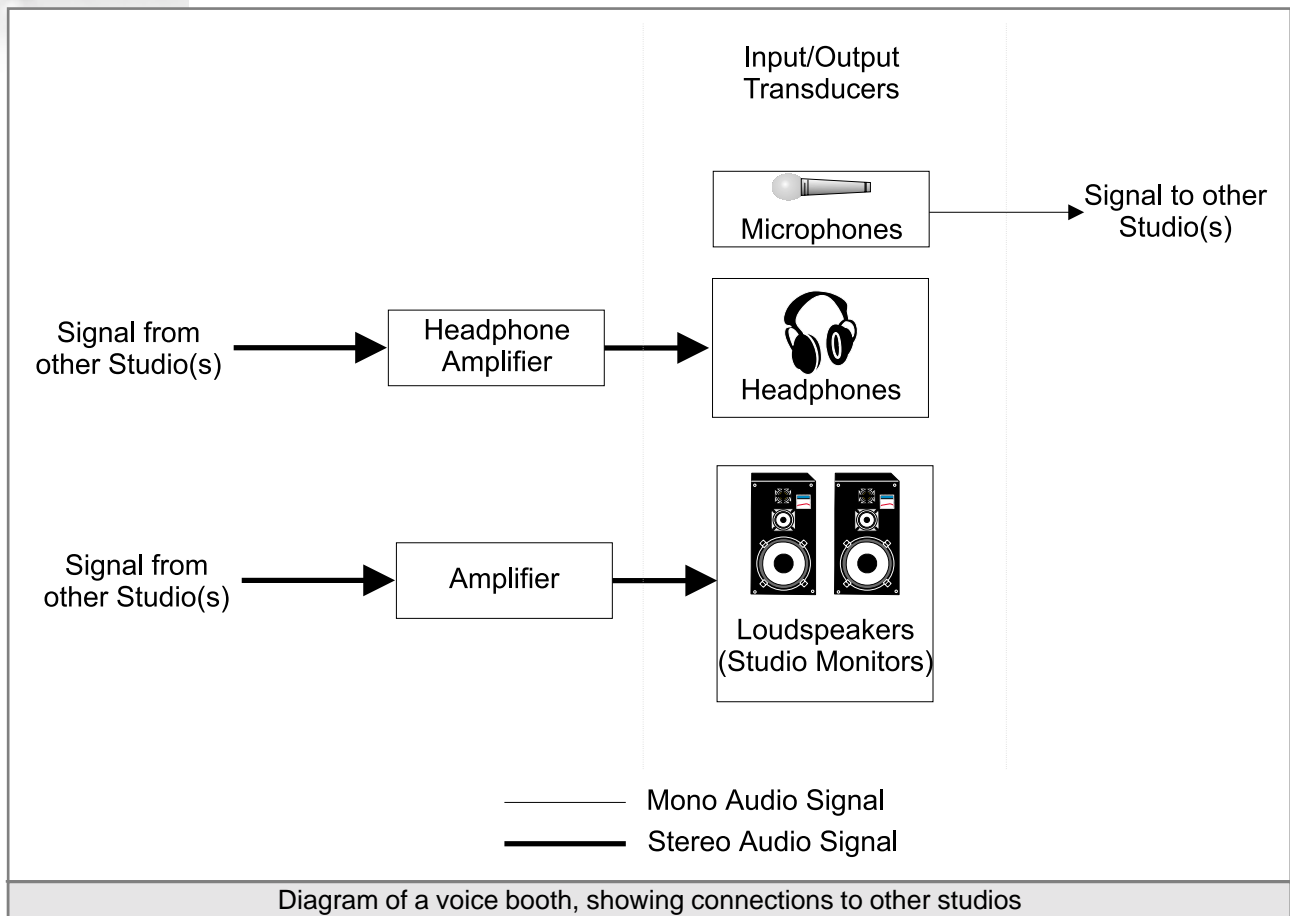 Input/Output
Transducers
Microphones
Signal to other
Studio(s)
Signal from
other Studio(s)
Headphone
Amplifier
Headphones
Signal from
other Studio(s)
Amplifier
Loudspeakers
(Studio Monitors)
Mono Audio Signal
Stereo Audio Signal
Diagram of a voice booth, showing connections to other studios